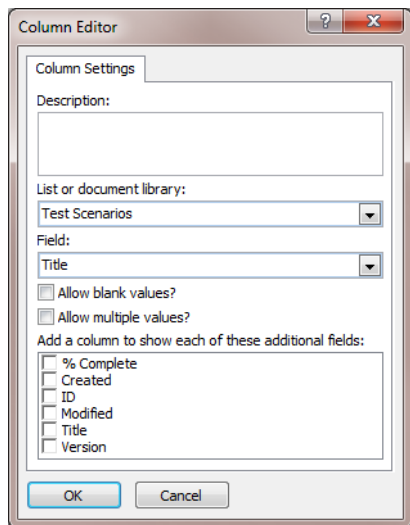 Column Editor
?
X
Column Settings
Description:
List or document library:
Test Scenarios
Field:
Title
Allow blank values?
Allow multiple values?
Add a column to show each of these additional fields:
% Complete
Created
ID
Modified
Title
Version
OK Cancel